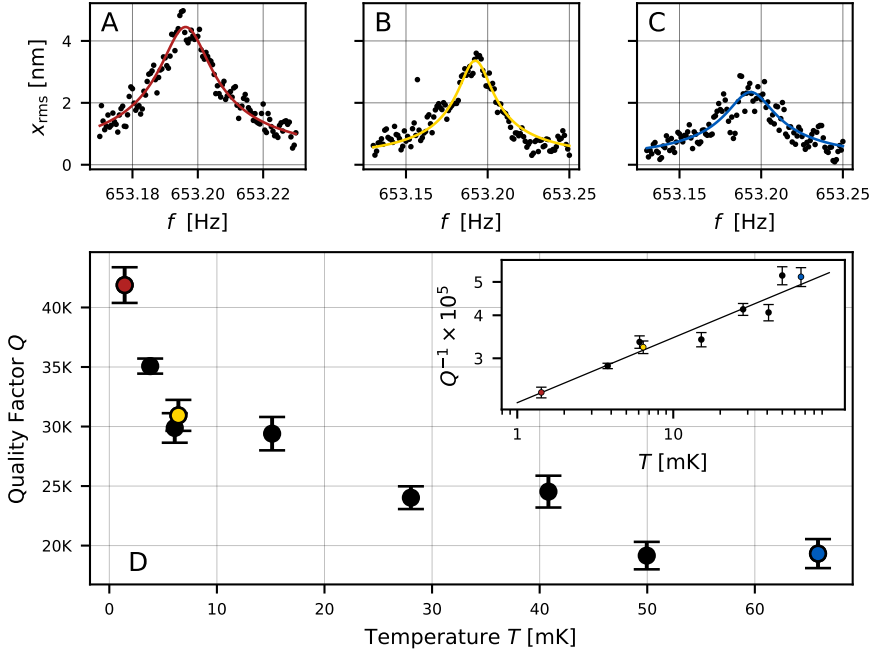 A
B
C
x_rms [nm]
4
2
0
653.18 653.20 653.22
653.15 653.20 653.25
653.15 653.20 653.25
f [Hz]
f [Hz]
f [Hz]
Quality Factor Q
40K
35K
30K
25K
20K
D
0 10 20 30 40 50 60
Temperature T [mK]
Q⁻¹ × 10⁵
5
4
3
1 10
T [mK]